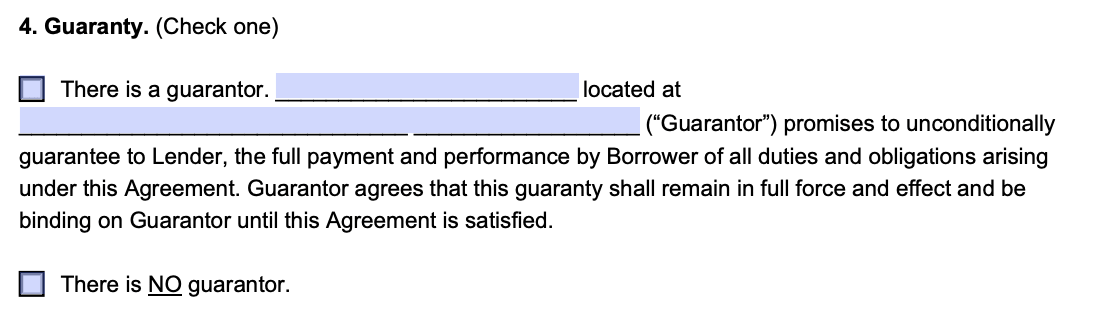 4. Guaranty. (Check one)
There is a guarantor. ________________________ located at
_______________________________ __________________ (“Guarantor”) promises to unconditionally
guarantee to Lender, the full payment and performance by Borrower of all duties and obligations arising
under this Agreement. Guarantor agrees that this guaranty shall remain in full force and effect and be
binding on Guarantor until this Agreement is satisfied.
There is NO guarantor.